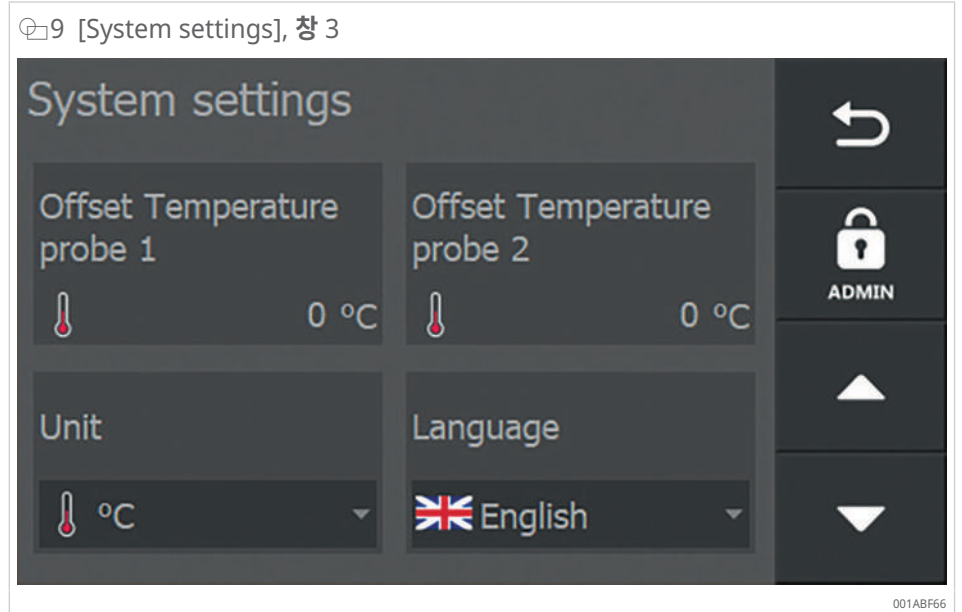 9 [System settings], 창 3
System settings
Offset Temperature
probe 1
0 °C
Offset Temperature
probe 2
0 °C
ADMIN
Unit
°C
Language
English
001ABF66